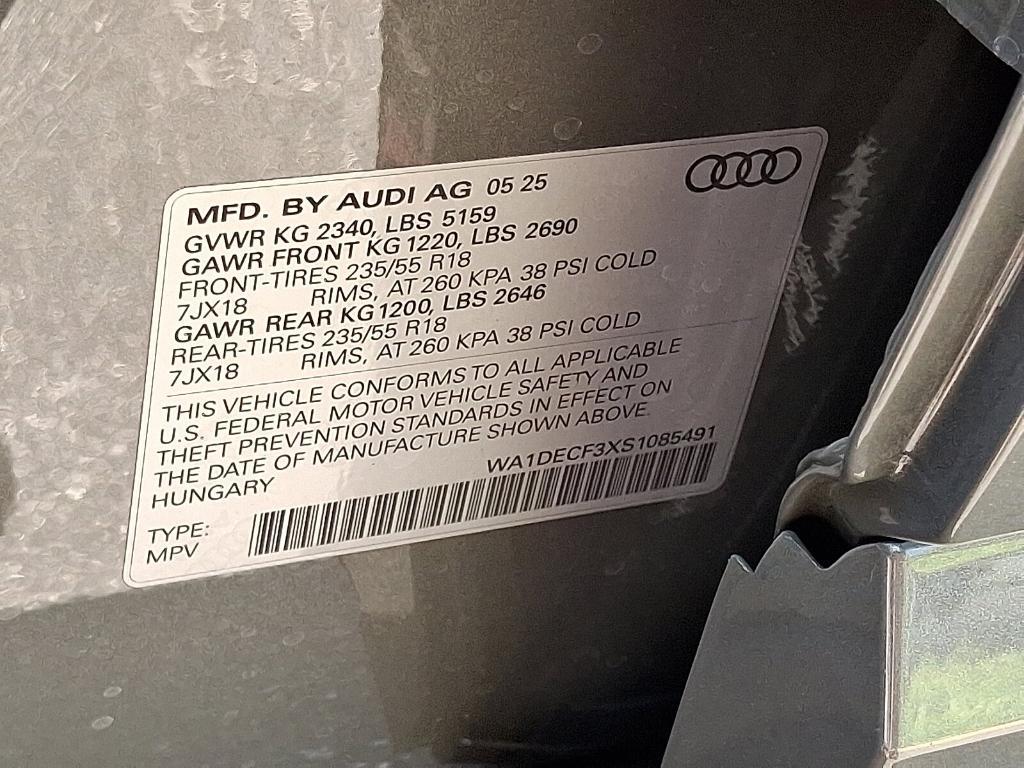 MFD. BY AUDI AG 05 25
GVWR KG 2340, LBS 5159
GAWR FRONT KG 1220, LBS 2690
FRONT-TIRES 235/55 R18
7JX18 RIMS, AT 260 KPA 38 PSI COLD
GAWR REAR KG 1200, LBS 2646
REAR-TIRES 235/55 R18
7JX18 RIMS, AT 260 KPA 38 PSI COLD
THIS VEHICLE CONFORMS TO ALL APPLICABLE
U.S. FEDERAL MOTOR VEHICLE SAFETY AND
THEFT PREVENTION STANDARDS IN EFFECT ON
THE DATE OF MANUFACTURE SHOWN ABOVE.
HUNGARY WA1DECF3XS1085491
TYPE:
MPV